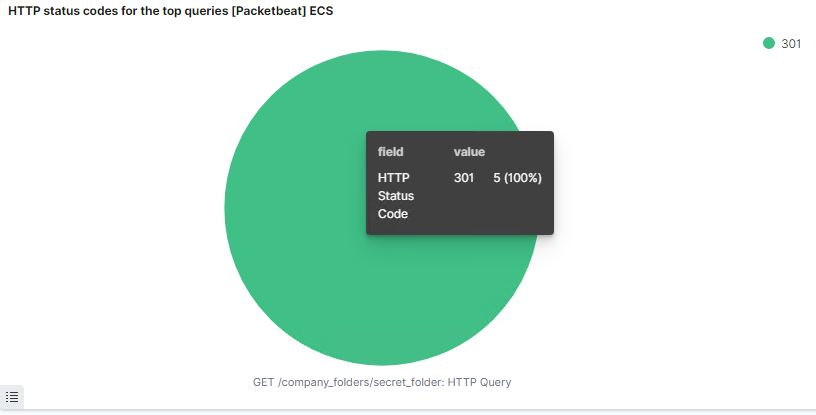 HTTP status codes for the top queries [Packetbeat] ECS
301
field value
HTTP 301 5 (100%)
Status
Code
GET /company_folders/secret_folder: HTTP Query